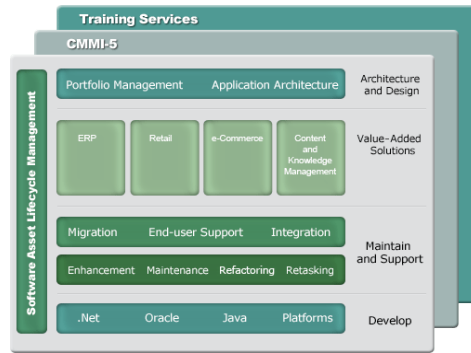 Training Services
CMMI-5
Software Asset Lifecycle Management
Portfolio Management Application Architecture
Architecture
and Design
ERP
Retail
e-Commerce
Content
and
Knowledge
Management
Value-Added
Solutions
Migration End-user Support Integration
Enhancement Maintenance Refactoring Retasking
Maintain
and Support
.Net Oracle Java Platforms
Develop